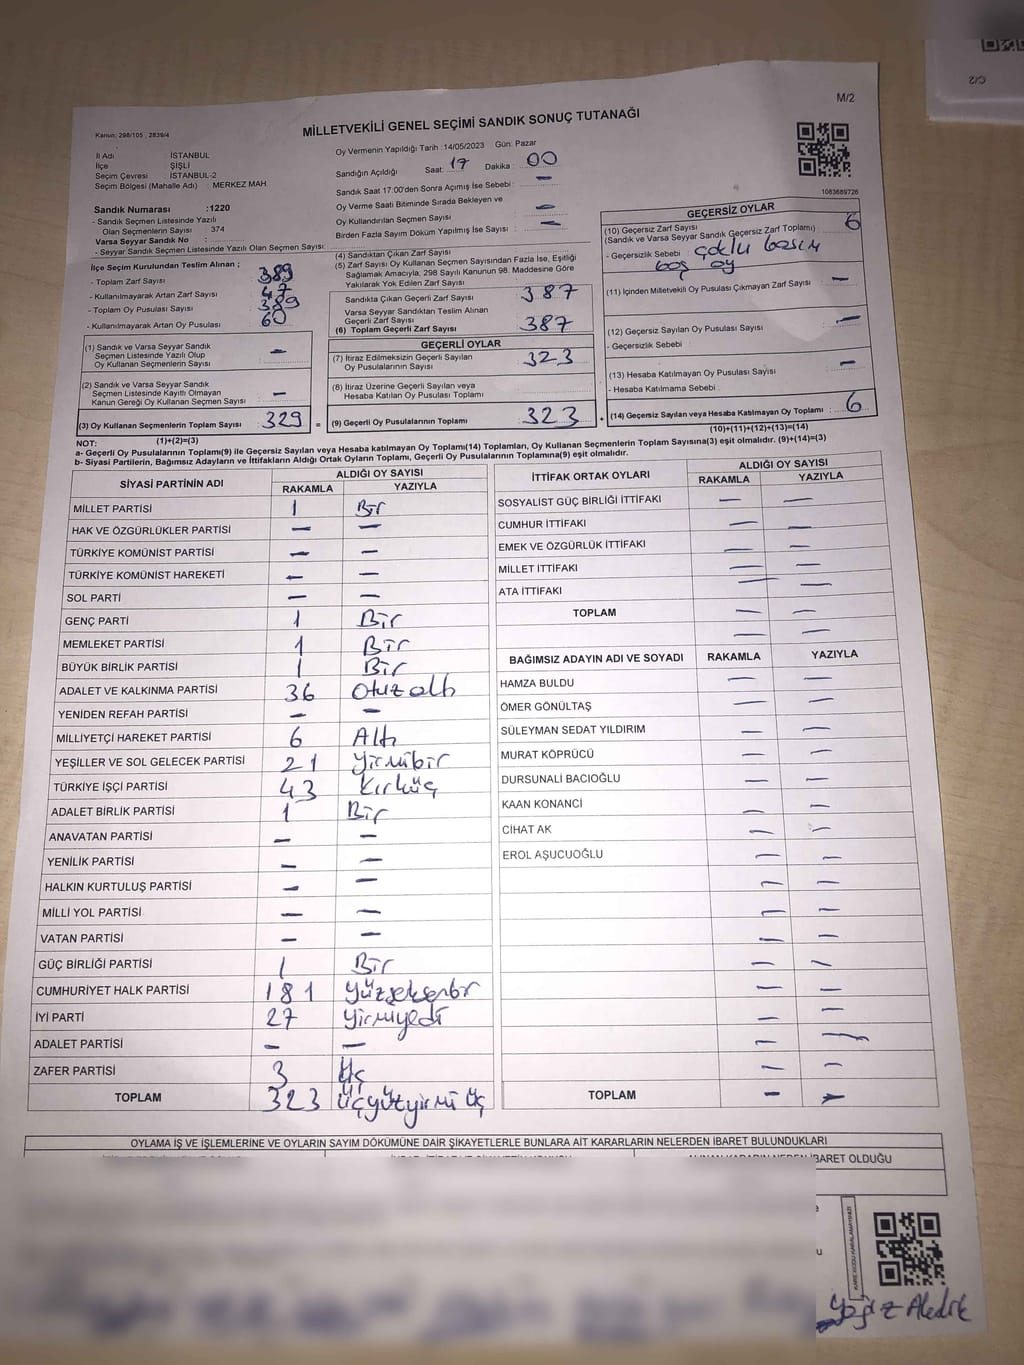 C/2
M/2
Kanun: 298/105 , 2839/4
MİLLETVEKİLİ GENEL SEÇİMİ SANDIK SONUÇ TUTANAĞI
İl Adı İSTANBUL
İlçe ŞİŞLİ
Seçim Çevresi : İSTANBUL-2
Seçim Bölgesi (Mahalle Adı) : MERKEZ MAH
Sandık Numarası :1220
- Sandık Seçmen Listesinde Yazılı
Olan Seçmenlerin Sayısı 374
Varsa Seyyar Sandık No :
- Seyyar Sandık Seçmen Listesinde Yazılı Olan Seçmen Sayısı:
Oy Vermenin Yapıldığı Tarih :14/05/2023 Gün: Pazar
Sandığın Açıldığı Saat: 17 Dakika : 00
Sandık Saat 17:00'den Sonra Açımış İse Sebebi : —
Oy Verme Saati Bitiminde Sırada Bekleyen ve
Oy Kullandırılan Seçmen Sayısı —
Birden Fazla Sayım Döküm Yapılmış İse Sayısı : —
1083689726
İlçe Seçim Kurulundan Teslim Alınan ;
- Toplam Zarf Sayısı 389
- Kullanılmayarak Artan Zarf Sayısı 47
- Toplam Oy Pusulası Sayısı 389
- Kullanılmayarak Artan Oy Pusulası 60
(1) Sandık ve Varsa Seyyar Sandık
Seçmen Listesinde Yazılı Olup
Oy Kullanan Seçmenlerin Sayısı —
(2) Sandık ve Varsa Seyyar Sandık
Seçmen Listesinde Kayıtlı Olmayan
Kanun Gereği Oy Kullanan Seçmen Sayısı —
(3) Oy Kullanan Seçmenlerin Toplam Sayısı : 329 =
(4) Sandıktan Çıkan Zarf Sayısı
(5) Zarf Sayısı Oy Kullanan Seçmen Sayısından Fazla İse, Eşitliği
Sağlamak Amacıyla, 298 Sayılı Kanunun 98. Maddesine Göre
Yakılarak Yok Edilen Zarf Sayısı
Sandıkta Çıkan Geçerli Zarf Sayısı 387
Varsa Seyyar Sandıktan Teslim Alınan
Geçerli Zarf Sayısı
(6) Toplam Geçerli Zarf Sayısı 387
GEÇERLİ OYLAR
(7) İtiraz Edilmeksizin Geçerli Sayılan
Oy Pusulalarının Sayısı 323
(8) İtiraz Üzerine Geçerli Sayılan veya
Hesaba Katılan Oy Pusulası Toplamı
(9) Geçerli Oy Pusulalarının Toplamı 323 +
GEÇERSİZ OYLAR
(10) Geçersiz Zarf Sayısı 6
(Sandık ve Varsa Seyyar Sandık Geçersiz Zarf Toplamı) :
- Geçersizlik Sebebi : çoklu basım
boş oy
(11) İçinden Milletvekili Oy Pusulası Çıkmayan Zarf Sayısı : —
(12) Geçersiz Sayılan Oy Pusulası Sayısı : —
- Geçersizlik Sebebi :
(13) Hesaba Katılmayan Oy Pusulası Sayısı : —
- Hesaba Katılmama Sebebi :
(14) Geçersiz Sayılan veya Hesaba Katılmayan Oy Toplamı : 6
NOT: (1)+(2)=(3) (10)+(11)+(12)+(13)=(14)
a- Geçerli Oy Pusulalarının Toplamı(9) ile Geçersiz Sayılan veya Hesaba katılmayan Oy Toplamı(14) Toplamları, Oy Kullanan Seçmenlerin Toplam Sayısına(3) eşit olmalıdır. (9)+(14)=(3)
b- Siyasi Partilerin, Bağımsız Adayların ve İttifakların Aldığı Ortak Oyların Toplamı, Geçerli Oy Pusulalarının Toplamına(9) eşit olmalıdır.
SİYASİ PARTİNİN ADI ALDIĞI OY SAYISI
RAKAMLA YAZIYLA
MİLLET PARTİSİ 1 Bir
HAK VE ÖZGÜRLÜKLER PARTİSİ — —
TÜRKİYE KOMÜNİST PARTİSİ — —
TÜRKİYE KOMÜNİST HAREKETİ — —
SOL PARTİ — —
GENÇ PARTİ 1 Bir
MEMLEKET PARTİSİ 1 Bir
BÜYÜK BİRLİK PARTİSİ 1 Bir
ADALET VE KALKINMA PARTİSİ 36 Otuzaltı
YENİDEN REFAH PARTİSİ — —
MİLLİYETÇİ HAREKET PARTİSİ 6 Altı
YEŞİLLER VE SOL GELECEK PARTİSİ 21 yirmibir
TÜRKİYE İŞÇİ PARTİSİ 43 kırküç
ADALET BİRLİK PARTİSİ 1 Bir
ANAVATAN PARTİSİ — —
YENİLİK PARTİSİ — —
HALKIN KURTULUŞ PARTİSİ — —
MİLLİ YOL PARTİSİ — —
VATAN PARTİSİ — —
GÜÇ BİRLİĞİ PARTİSİ 1 Bir
CUMHURİYET HALK PARTİSİ 181 yüzseksenbir
İYİ PARTİ 27 yirmiyedi
ADALET PARTİSİ — —
ZAFER PARTİSİ 3 Üç
TOPLAM 323 üçyüzyirmi üç
İTTİFAK ORTAK OYLARI ALDIĞI OY SAYISI
RAKAMLA YAZIYLA
SOSYALİST GÜÇ BİRLİĞİ İTTİFAKI — —
CUMHUR İTTİFAKI — —
EMEK VE ÖZGÜRLÜK İTTİFAKI — —
MİLLET İTTİFAKI — —
ATA İTTİFAKI — —
TOPLAM — —
— —
BAĞIMSIZ ADAYIN ADI VE SOYADI RAKAMLA YAZIYLA
HAMZA BULDU — —
ÖMER GÖNÜLTAŞ — —
SÜLEYMAN SEDAT YILDIRIM — —
MURAT KÖPRÜCÜ — —
DURSUNALİ BACIOĞLU — —
KAAN KONANCİ — —
CİHAT AK — —
EROL AŞUCUOĞLU — —
— —
— —
— —
— —
— —
— —
— —
— —
TOPLAM — —
OYLAMA İŞ VE İŞLEMLERİNE VE OYLARIN SAYIM DÖKÜMÜNE DAİR ŞİKAYETLERLE BUNLARA AİT KARARLARIN NELERDEN İBARET BULUNDUKLARI
İBARET OLDUĞU
KARE KODU KARALAMAYINIZ!